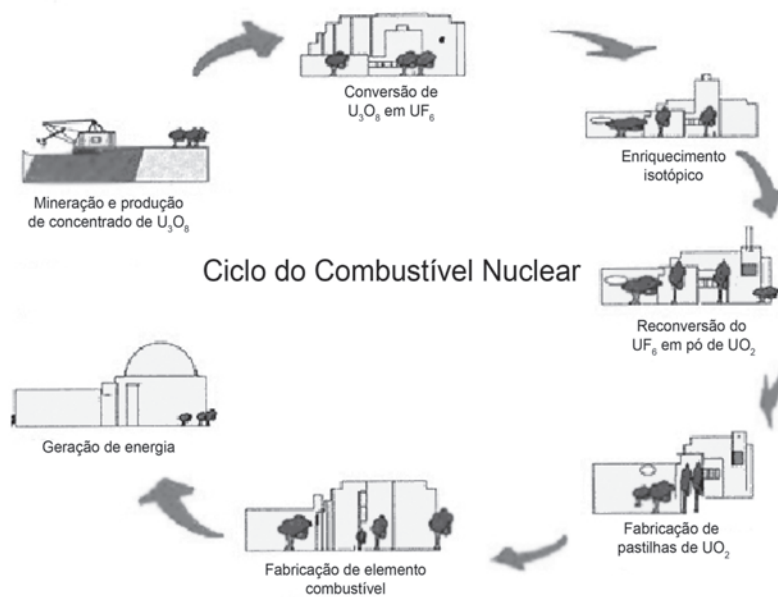 Conversão de
U₃O₈ em UF₆
Enriquecimento
isotópico
Mineração e produção
de concentrado de U₃O₈
Ciclo do Combustível Nuclear
Reconversão do
UF₆ em pó de UO₂
Geração de energia
Fabricação de
pastilhas de UO₂
Fabricação de elemento
combustível